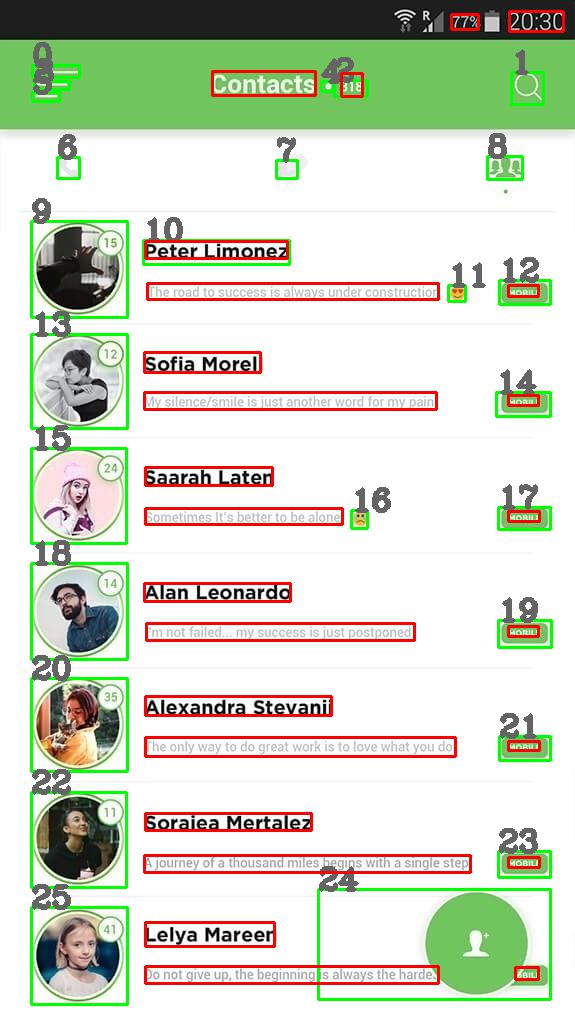 R 77% 20:30
Contacts • 318
0 1 2 3 4 5
6 7 8
9 15 10 Peter Limonez
The road to success is always under construction 11 12 MOBILE
13 12 Sofia Morel
My silence/smile is just another word for my pain 14 MOBILE
15 24 Saarah Laten
Sometimes It's better to be alone 16 17 MOBILE
18 14 Alan Leonardo
I'm not failed... my success is just postponed 19 MOBILE
20 35 Alexandra Stevanii
The only way to do great work is to love what you do 21 MOBILE
22 11 Soraiea Mertalez
A journey of a thousand miles begins with a single step 23 MOBILE
24
25 41 Lelya Mareen
Do not give up, the beginning is always the hardest